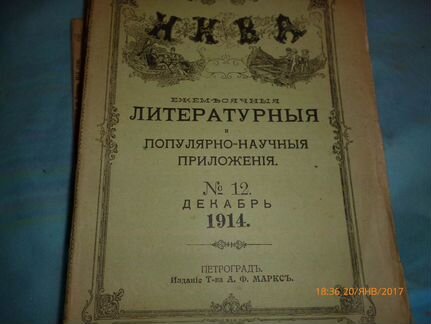 НИВА
ЕЖЕМѢСЯЧНЫЯ
ЛИТЕРАТУРНЫЯ
и
ПОПУЛЯРНО-НАУЧНЫЯ
ПРИЛОЖЕНІЯ.
№ 12.
ДЕКАБРЬ
1914.
ПЕТРОГРАДЪ.
Изданіе Т-ва А. Ф. МАРКСЪ.
18:36 20/ЯНВ/2017